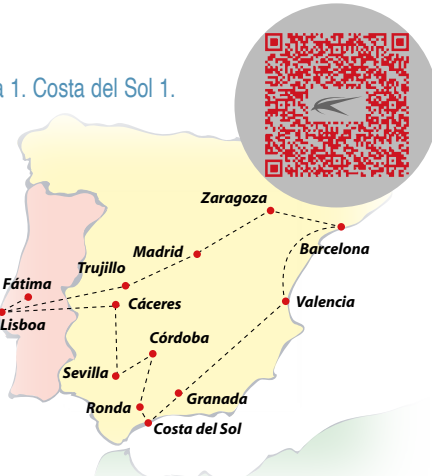 a 1. Costa del Sol 1.
Zaragoza
Barcelona
Madrid
Trujillo
Fátima
Cáceres
Valencia
Lisboa
Córdoba
Sevilla
Granada
Ronda
Costa del Sol